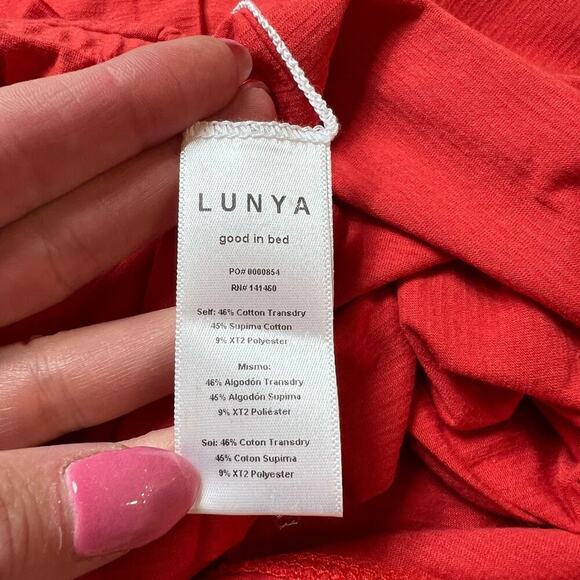 LUNYA
good in bed
PO# 0000854
RN# 141460
Self: 46% Cotton Transdry
45% Supima Cotton
9% XT2 Polyester
Mismo:
46% Algodón Transdry
45% Algodón Supima
9% XT2 Poliéster
Soi: 46% Coton Transdry
45% Coton Supima
9% XT2 Polyester